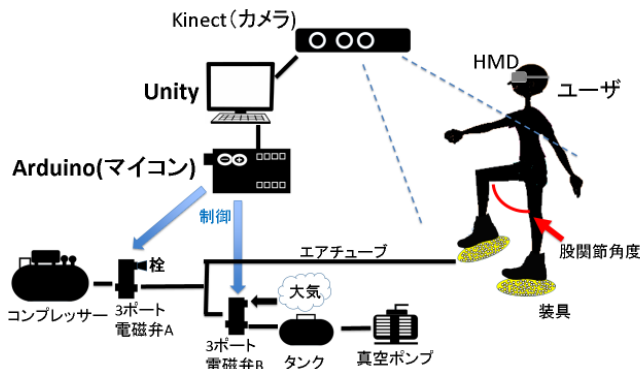 Kinect（カメラ）
HMD
ユーザ
Unity
Arduino(マイコン)
制御
股関節角度
エアチューブ
栓
大気
装具
コンプレッサー
3ポート
電磁弁A
3ポート
電磁弁B
タンク
真空ポンプ